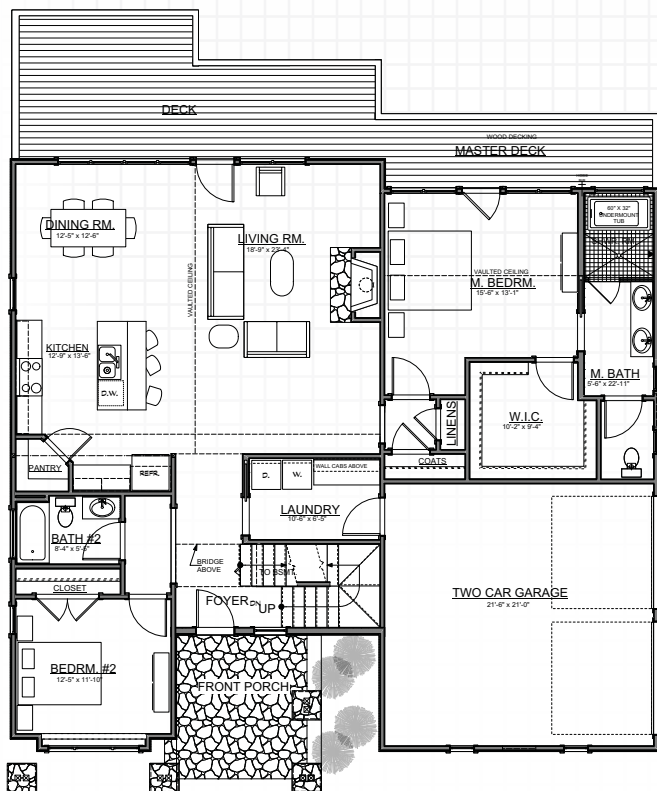 DECK
WOOD DECKING
MASTER DECK
60" X 32"
UNDERMOUNT
TUB
DINING RM.
12'-5" x 12'-6"
LIVING RM.
18'-9" x 23'-4"
VAULTED CEILING
VAULTED CEILING
M. BEDRM.
15'-6" x 13'-1"
KITCHEN
12'-9" x 13'-6"
D.W.
M. BATH
5'-6" x 22'-11"
LINENS
W.I.C.
10'-2" x 9'-4"
PANTRY
REFR.
COATS
D.
W.
WALL CABS ABOVE
LAUNDRY
10'-6" x 6'-5"
BATH #2
8'-4" x 5'-5"
BRIDGE
ABOVE
TO BSMT.
CLOSET
FOYER
DN
UP
TWO CAR GARAGE
21'-6" x 21'-0"
BEDRM. #2
12'-5" x 11'-10"
FRONT PORCH